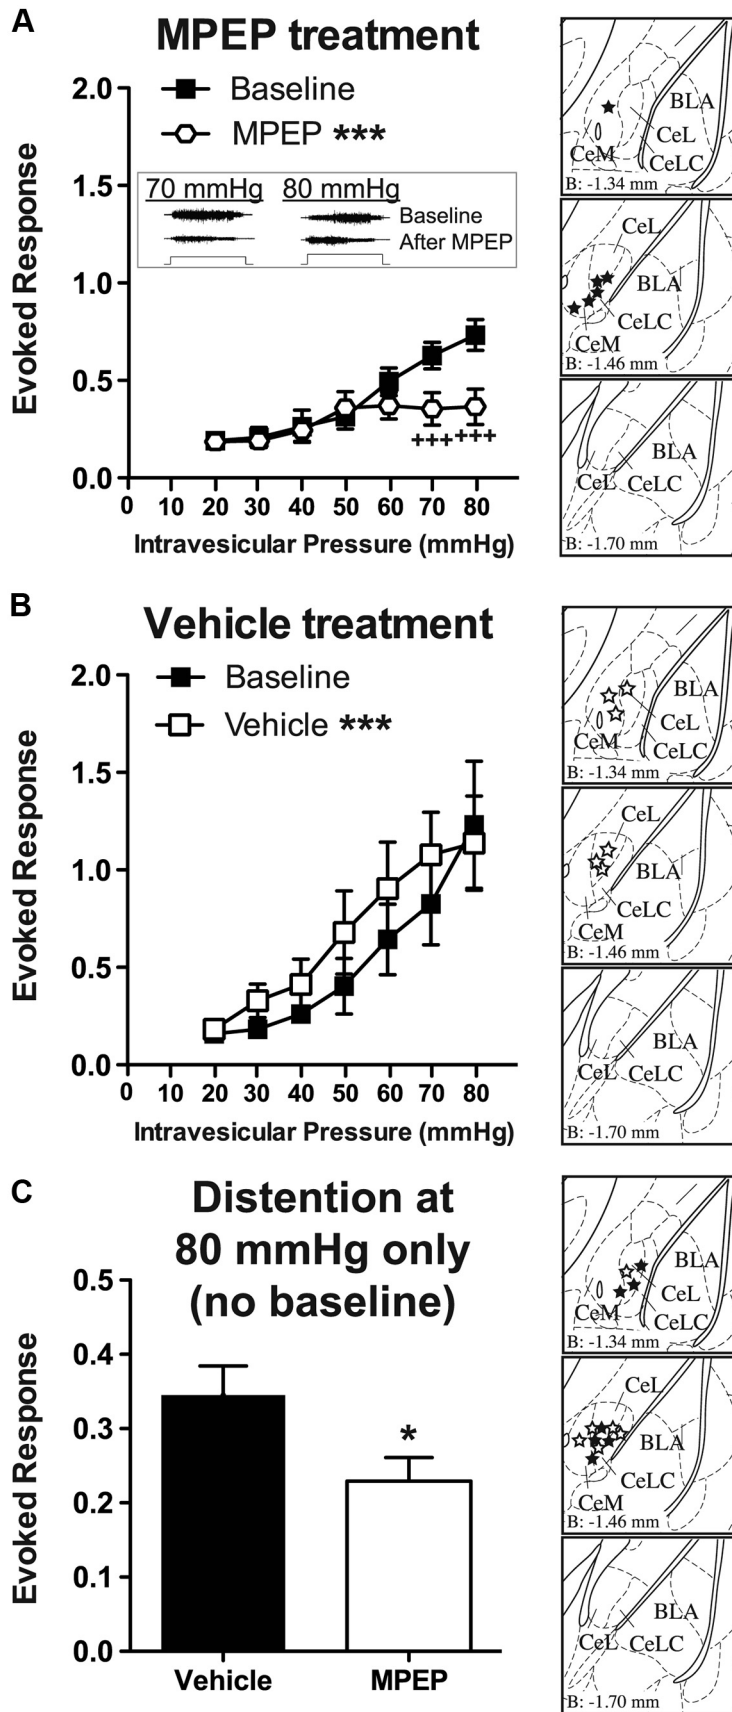 A
MPEP treatment
Baseline
MPEP ***
2.0
1.5
1.0
0.5
0.0
Evoked Response
70 mmHg 80 mmHg
Baseline
After MPEP
+++ +++
0 10 20 30 40 50 60 70 80
Intravesicular Pressure (mmHg)
BLA
CeL
CeM
CeLC
B: -1.34 mm
CeL
BLA
CeLC
CeM
B: -1.46 mm
BLA
CeL CeLC
B: -1.70 mm
B
Vehicle treatment
Baseline
Vehicle ***
2.0
1.5
1.0
0.5
0.0
Evoked Response
0 10 20 30 40 50 60 70 80
Intravesicular Pressure (mmHg)
BLA
CeL
CeM
CeLC
B: -1.34 mm
CeL
BLA
CeLC
CeM
B: -1.46 mm
BLA
CeL CeLC
B: -1.70 mm
C
Distention at
80 mmHg only
(no baseline)
0.5
0.4
0.3
0.2
0.1
0.0
Evoked Response
*
Vehicle MPEP
BLA
CeL
CeM
CeLC
B: -1.34 mm
CeL
BLA
CeLC
CeM
B: -1.46 mm
BLA
CeL CeLC
B: -1.70 mm